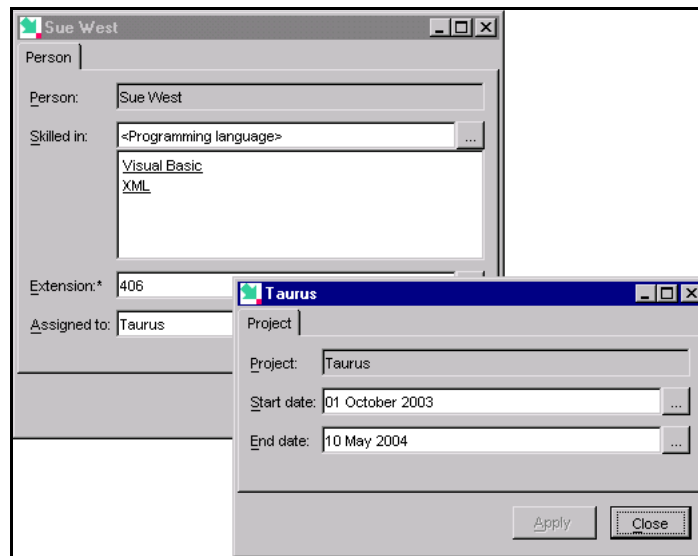 Sue West
Person
Person: Sue West
Skilled in: <Programming language> ...
Visual Basic
XML
Extension:* 406
Assigned to: Taurus
Taurus
Project
Project: Taurus
Start date: 01 October 2003 ...
End date: 10 May 2004 ...
Apply Close